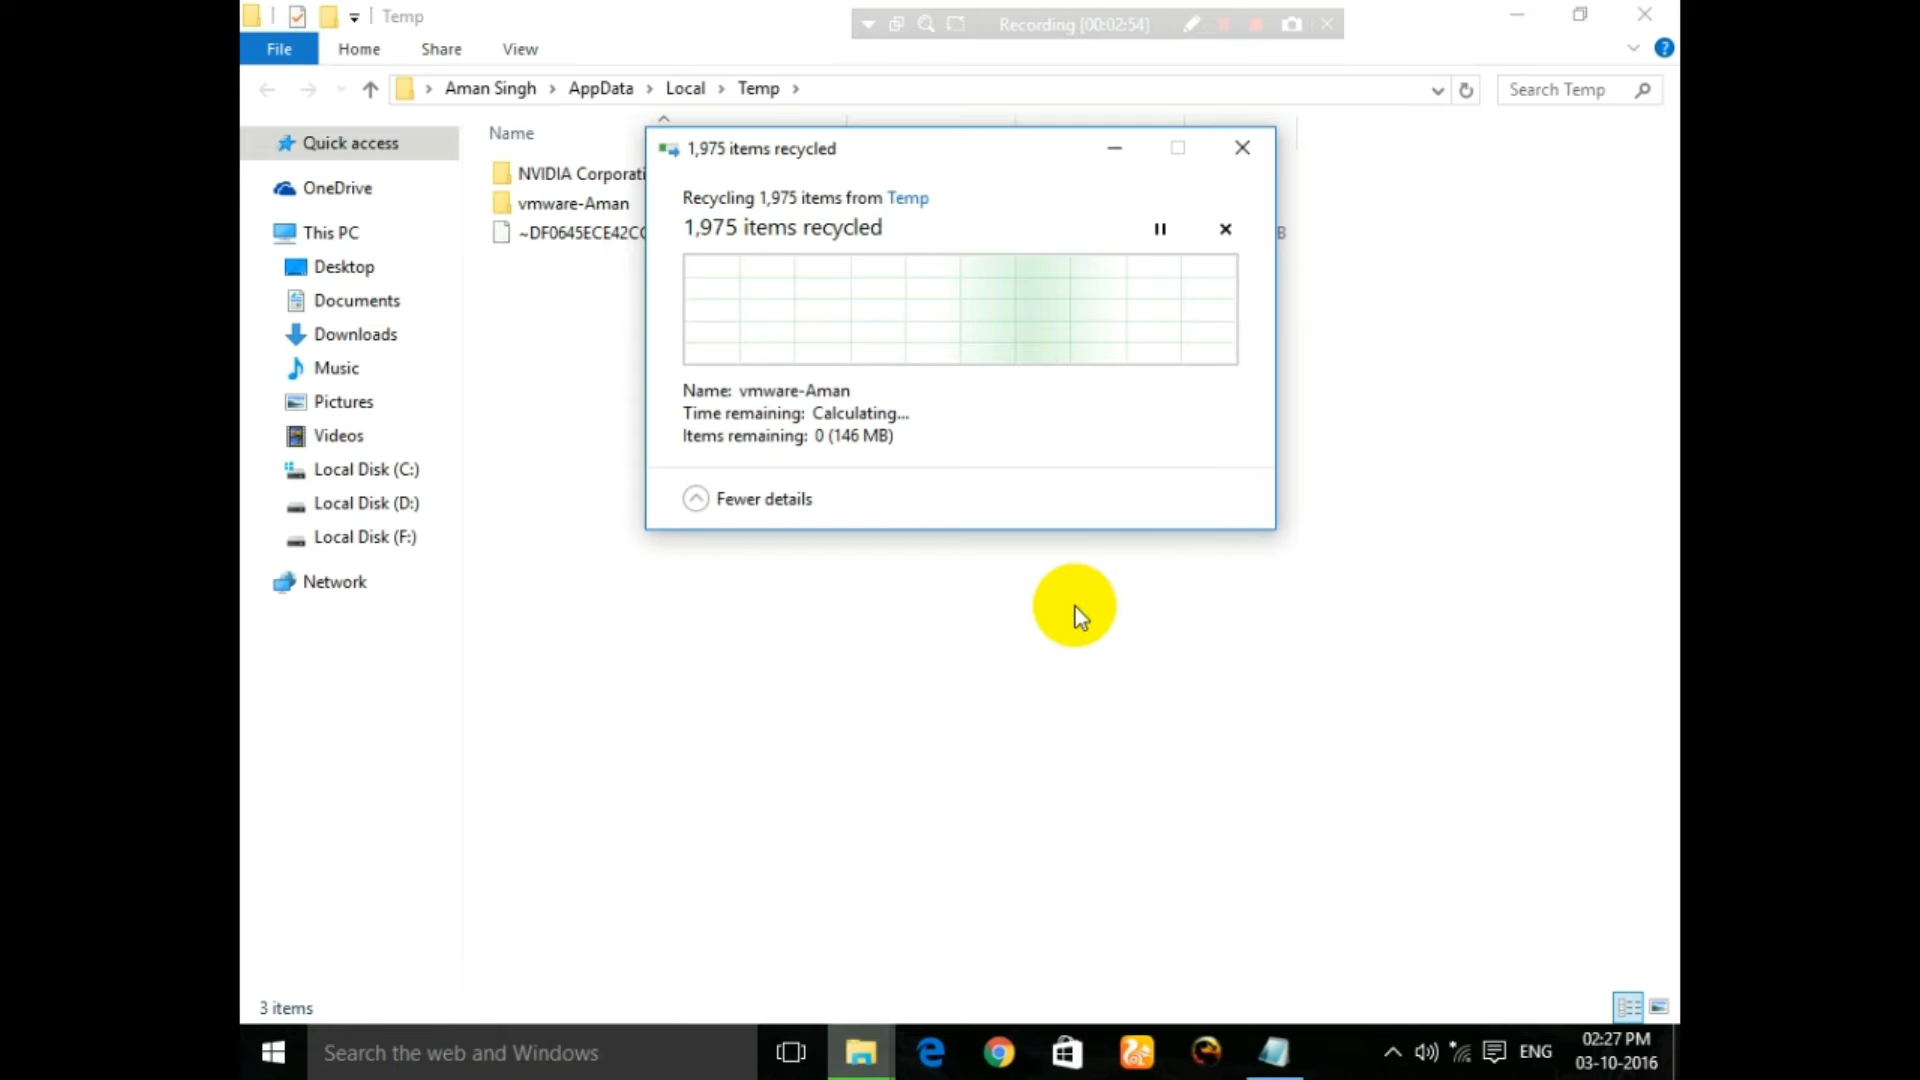 Temp
Recording [00:02:54]
File Home Share View
Aman Singh AppData Local Temp
Search Temp
Quick access
OneDrive
This PC
Desktop
Documents
Downloads
Music
Pictures
Videos
Local Disk (C:)
Local Disk (D:)
Local Disk (F:)
Network
Name
NVIDIA Corporati
vmware-Aman
~DF0645ECE42C
1,975 items recycled
Recycling 1,975 items from Temp
1,975 items recycled
Name: vmware-Aman
Time remaining: Calculating...
Items remaining: 0 (146 MB)
Fewer details
3 items
Search the web and Windows
ENG
02:27 PM
03-10-2016